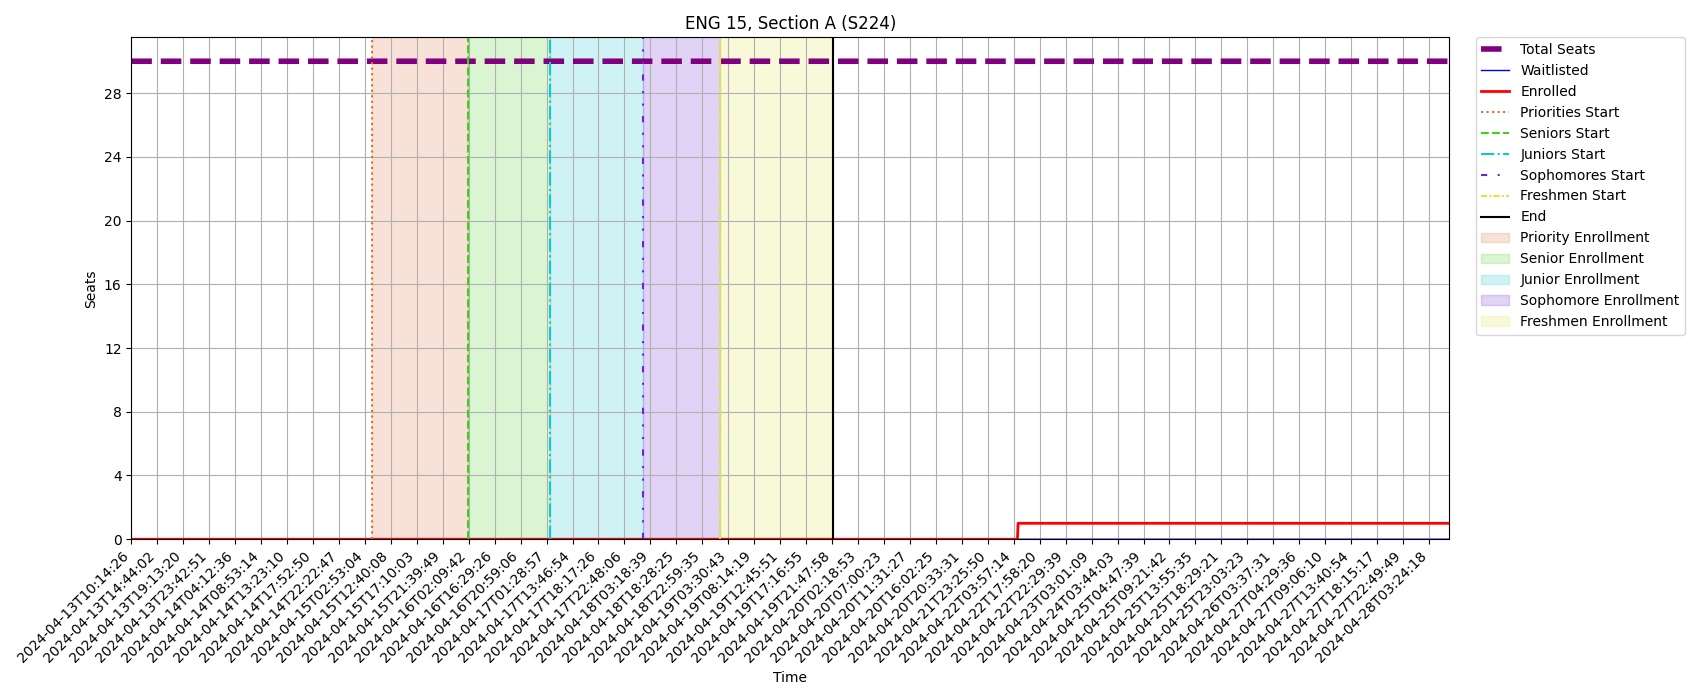 ENG 15, Section A (S224)
Total Seats
Waitlisted
Enrolled
Priorities Start
Seniors Start
Juniors Start
Sophomores Start
Freshmen Start
End
Priority Enrollment
Senior Enrollment
Junior Enrollment
Sophomore Enrollment
Freshmen Enrollment
Seats
28
24
20
16
12
8
4
0
2024-04-13T10:14:26
2024-04-13T14:44:02
2024-04-13T19:13:20
2024-04-13T23:42:51
2024-04-14T04:12:36
2024-04-14T08:53:14
2024-04-14T13:23:10
2024-04-14T17:52:50
2024-04-14T22:22:47
2024-04-15T02:53:04
2024-04-15T12:40:08
2024-04-15T17:10:03
2024-04-15T21:39:49
2024-04-16T02:09:42
2024-04-16T16:29:26
2024-04-16T20:59:06
2024-04-17T01:28:57
2024-04-17T13:46:54
2024-04-17T18:17:26
2024-04-17T22:48:06
2024-04-18T03:18:39
2024-04-18T18:28:25
2024-04-18T22:59:35
2024-04-19T03:30:43
2024-04-19T08:14:19
2024-04-19T12:45:51
2024-04-19T17:16:55
2024-04-19T21:47:58
2024-04-20T02:18:53
2024-04-20T07:00:23
2024-04-20T11:31:27
2024-04-20T16:02:25
2024-04-20T20:33:31
2024-04-21T23:25:50
2024-04-22T03:57:14
2024-04-22T17:58:20
2024-04-22T22:29:39
2024-04-23T03:01:09
2024-04-24T03:44:03
2024-04-25T04:47:39
2024-04-25T09:21:42
2024-04-25T13:55:35
2024-04-25T18:29:21
2024-04-25T23:03:23
2024-04-26T03:37:31
2024-04-27T04:29:36
2024-04-27T09:06:10
2024-04-27T13:40:54
2024-04-27T18:15:17
2024-04-27T22:49:49
2024-04-28T03:24:18
Time